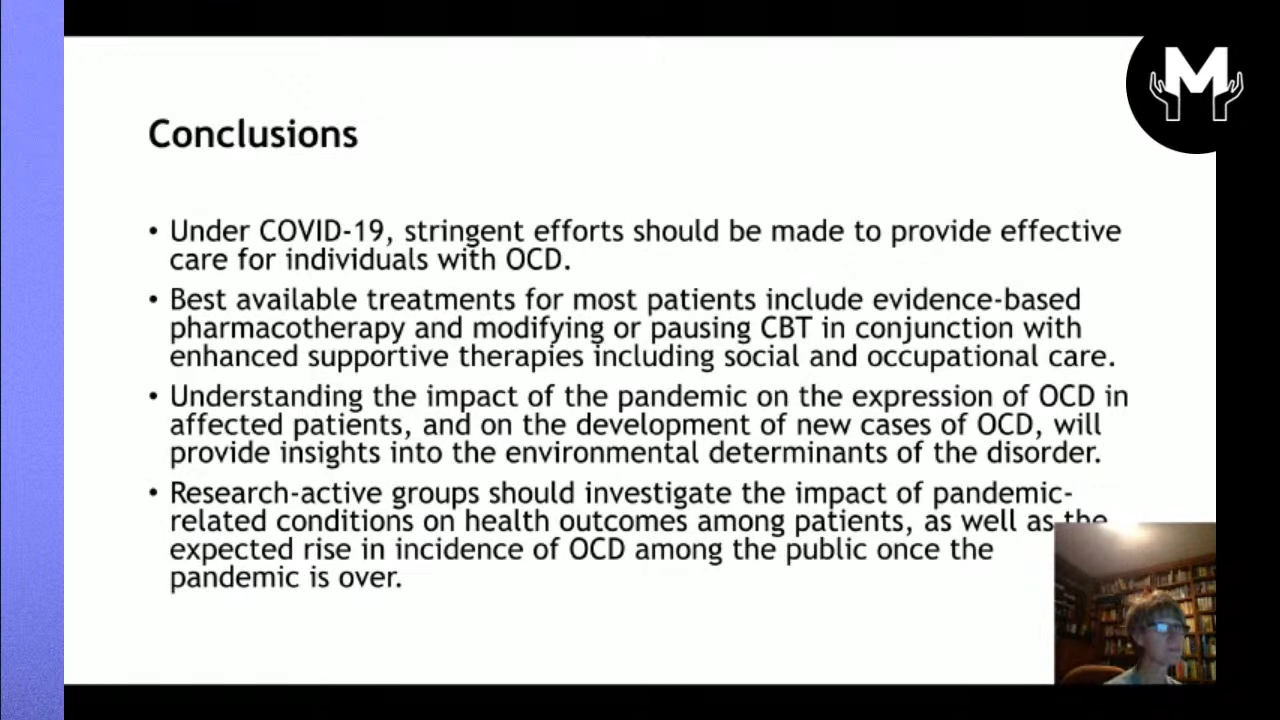 M
Conclusions
• Under COVID-19, stringent efforts should be made to provide effective
care for individuals with OCD.
• Best available treatments for most patients include evidence-based
pharmacotherapy and modifying or pausing CBT in conjunction with
enhanced supportive therapies including social and occupational care.
• Understanding the impact of the pandemic on the expression of OCD in
affected patients, and on the development of new cases of OCD, will
provide insights into the environmental determinants of the disorder.
• Research-active groups should investigate the impact of pandemic-
related conditions on health outcomes among patients, as well as the
expected rise in incidence of OCD among the public once the
pandemic is over.